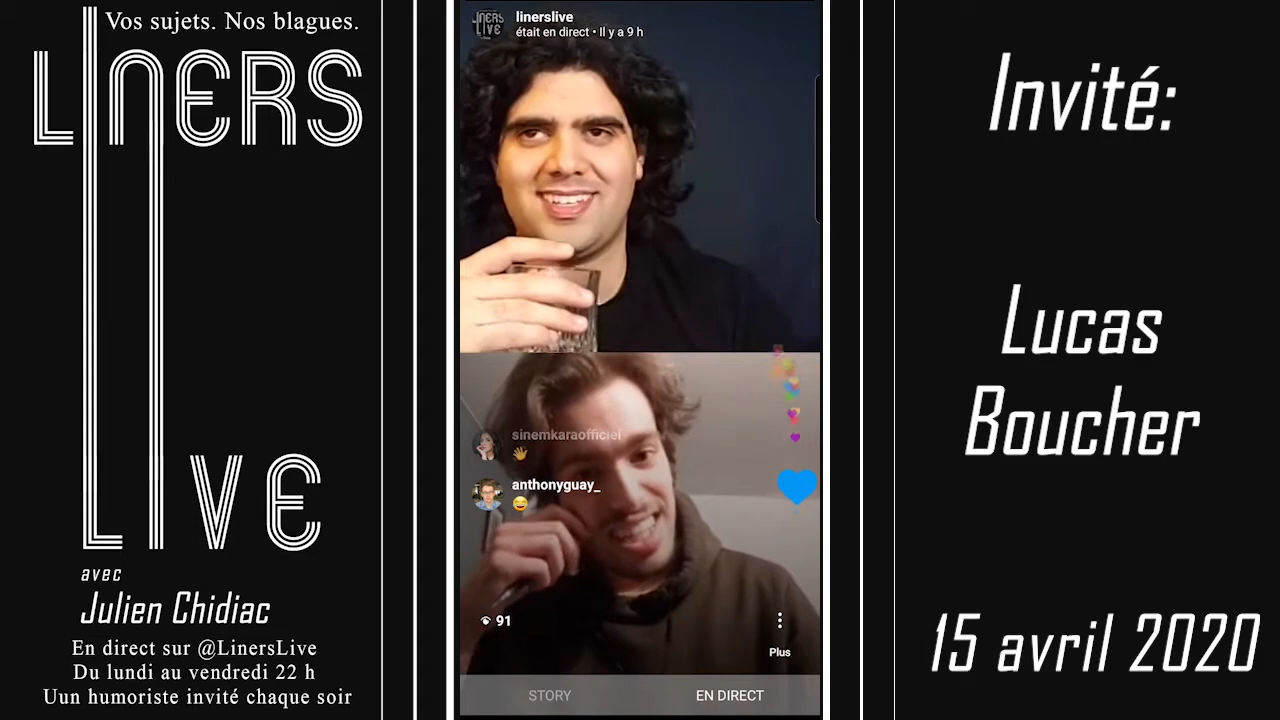 Vos sujets. Nos blagues.
LINERS
LIVE
avec
Julien Chidiac
En direct sur @LinersLive
Du lundi au vendredi 22 h
Uun humoriste invité chaque soir
linerslive
était en direct • Il y a 9 h
sinemkaraofficiel
👋
anthonyguay_
😂
91
Plus
STORY
EN DIRECT
Invité:
Lucas
Boucher
15 avril 2020